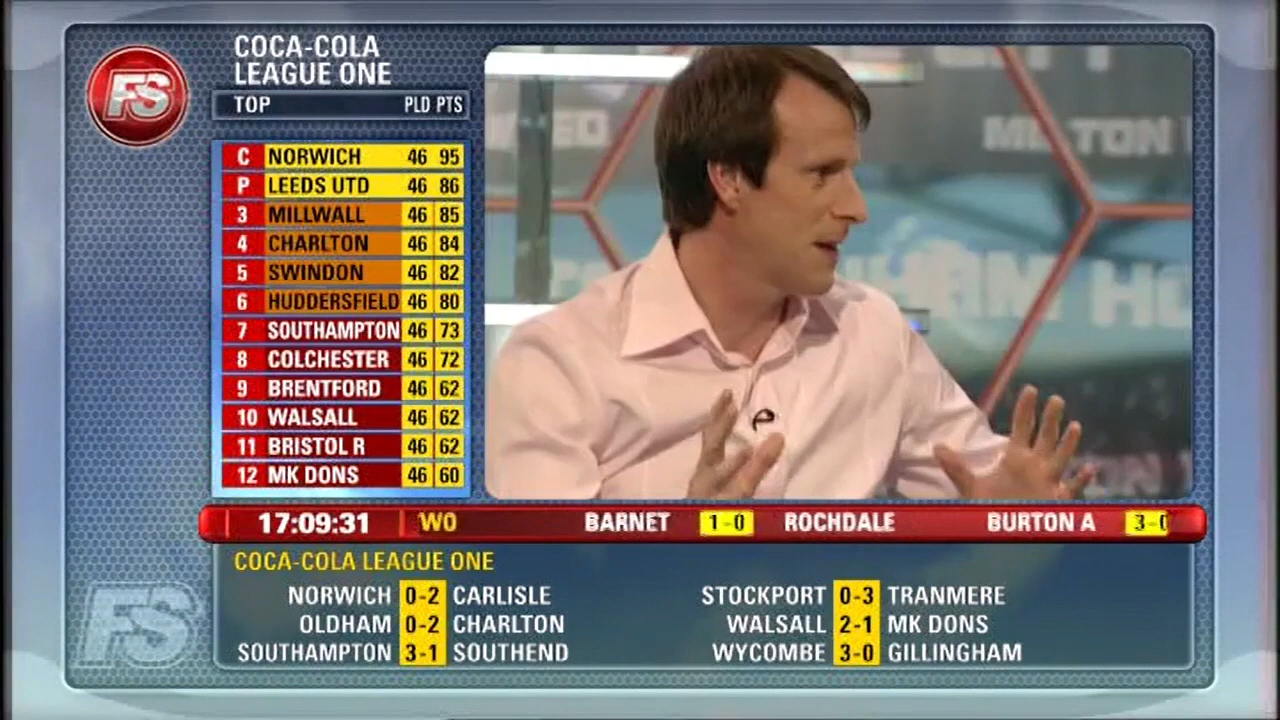 FS
COCA-COLA
LEAGUE ONE
TOP PLD PTS
C NORWICH 46 95
P LEEDS UTD 46 86
3 MILLWALL 46 85
4 CHARLTON 46 84
5 SWINDON 46 82
6 HUDDERSFIELD 46 80
7 SOUTHAMPTON 46 73
8 COLCHESTER 46 72
9 BRENTFORD 46 62
10 WALSALL 46 62
11 BRISTOL R 46 62
12 MK DONS 46 60
MILTON
17:09:31 WO BARNET 1-0 ROCHDALE BURTON A 3-0
COCA-COLA LEAGUE ONE
NORWICH 0-2 CARLISLE STOCKPORT 0-3 TRANMERE
OLDHAM 0-2 CHARLTON WALSALL 2-1 MK DONS
SOUTHAMPTON 3-1 SOUTHEND WYCOMBE 3-0 GILLINGHAM
FS